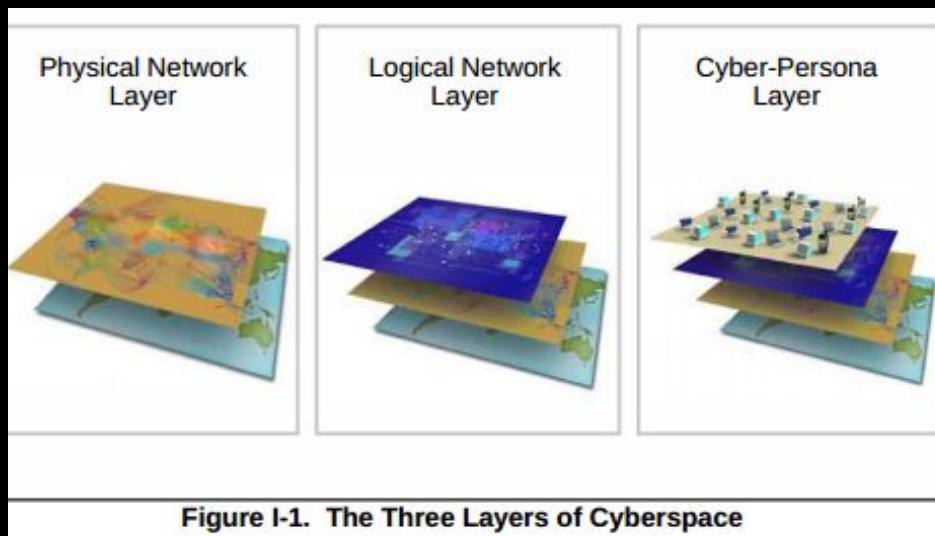 Physical Network
Layer
Logical Network
Layer
Cyber-Persona
Layer
Figure I-1. The Three Layers of Cyberspace